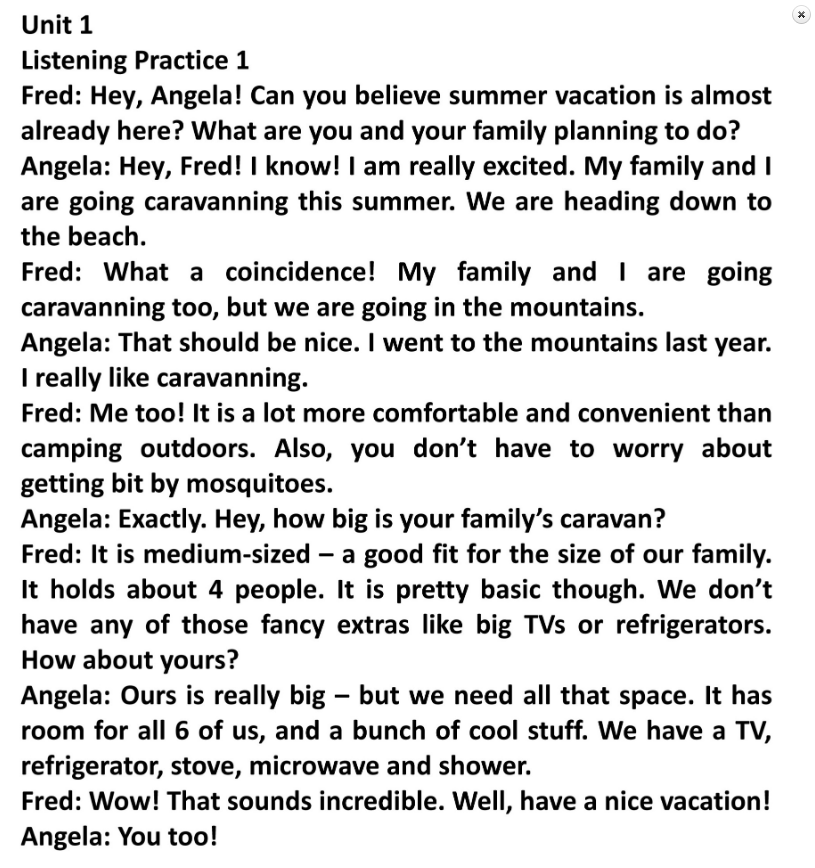 Unit 1
Listening Practice 1
Fred: Hey, Angela! Can you believe summer vacation is almost
already here? What are you and your family planning to do?
Angela: Hey, Fred! I know! I am really excited. My family and I
are going caravanning this summer. We are heading down to
the beach.
Fred: What a coincidence! My family and I are going
caravanning too, but we are going in the mountains.
Angela: That should be nice. I went to the mountains last year.
I really like caravanning.
Fred: Me too! It is a lot more comfortable and convenient than
camping outdoors. Also, you don’t have to worry about
getting bit by mosquitoes.
Angela: Exactly. Hey, how big is your family’s caravan?
Fred: It is medium-sized – a good fit for the size of our family.
It holds about 4 people. It is pretty basic though. We don’t
have any of those fancy extras like big TVs or refrigerators.
How about yours?
Angela: Ours is really big – but we need all that space. It has
room for all 6 of us, and a bunch of cool stuff. We have a TV,
refrigerator, stove, microwave and shower.
Fred: Wow! That sounds incredible. Well, have a nice vacation!
Angela: You too!